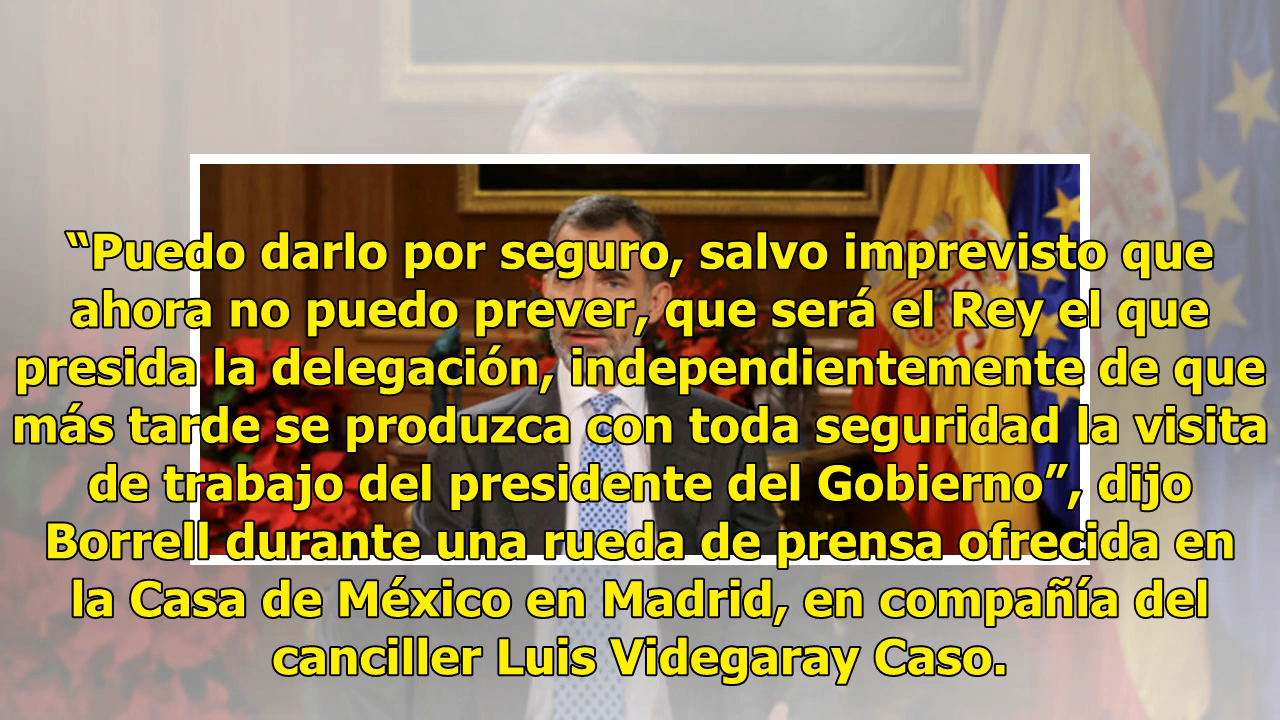 “Puedo darlo por seguro, salvo imprevisto que
ahora no puedo prever, que será el Rey el que
presida la delegación, independientemente de que
más tarde se produzca con toda seguridad la visita
de trabajo del presidente del Gobierno”, dijo
Borrell durante una rueda de prensa ofrecida en
la Casa de México en Madrid, en compañía del
canciller Luis Videgaray Caso.